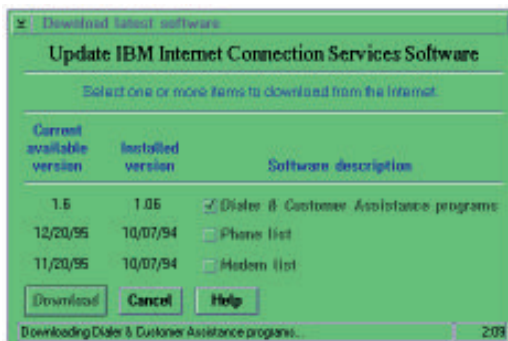 Download latest software
Update IBM Internet Connection Services Software
Select one or more items to download from the Internet.
Current available version Installed version Software description
1.6 1.06 Dialer & Customer Assistance programs
12/20/95 10/07/94 Phone list
11/20/95 10/07/94 Modem list
Download Cancel Help
Downloading Dialer & Customer Assistance programs... 2:09